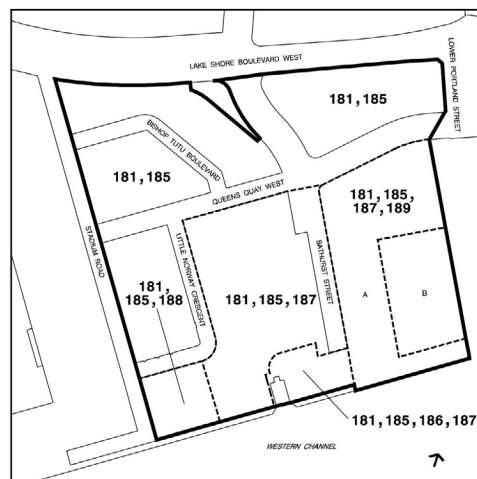 LAKE SHORE BOULEVARD WEST
LOWER PORTLAND STREET
181,185
BISHOP TUTU BOULEVARD
181,185
QUEENS QUAY WEST
181,185,
187,189
STADIUM ROAD
LITTLE NORWAY CRESCENT
BATHURST STREET
181,
185,188
181,185,187
A
B
181,185,186,187
WESTERN CHANNEL